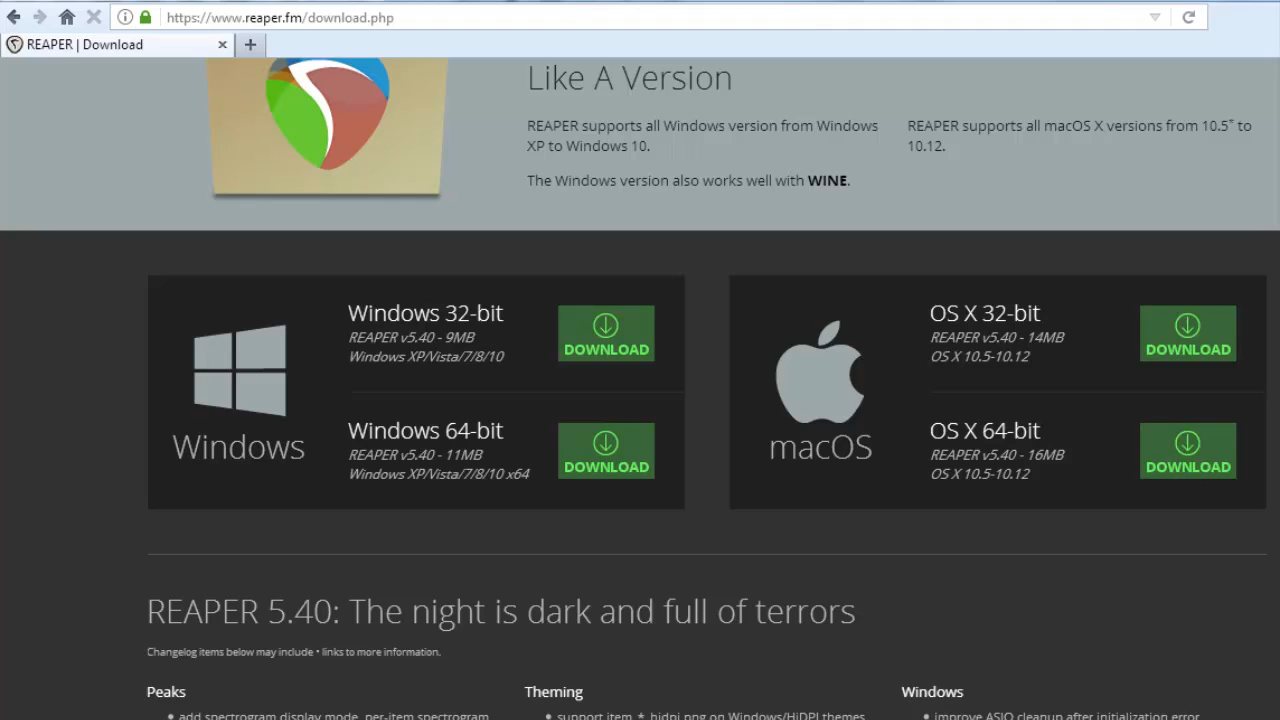 https://www.reaper.fm/download.php
REAPER | Download
Like A Version
REAPER supports all Windows version from Windows
XP to Windows 10.
The Windows version also works well with WINE.
REAPER supports all macOS X versions from 10.5* to
10.12.
Windows
Windows 32-bit
REAPER v5.40 - 9MB
Windows XP/Vista/7/8/10
DOWNLOAD
Windows 64-bit
REAPER v5.40 - 11MB
Windows XP/Vista/7/8/10 x64
DOWNLOAD
macOS
OS X 32-bit
REAPER v5.40 - 14MB
OS X 10.5-10.12
DOWNLOAD
OS X 64-bit
REAPER v5.40 - 16MB
OS X 10.5-10.12
DOWNLOAD
REAPER 5.40: The night is dark and full of terrors
Changelog items below may include • links to more information.
Peaks
• add spectrogram display mode, per-item spectrogram
Theming
• support item_*_hidpi.png on Windows/HiDPI themes
Windows
• improve ASIO cleanup after initialization error